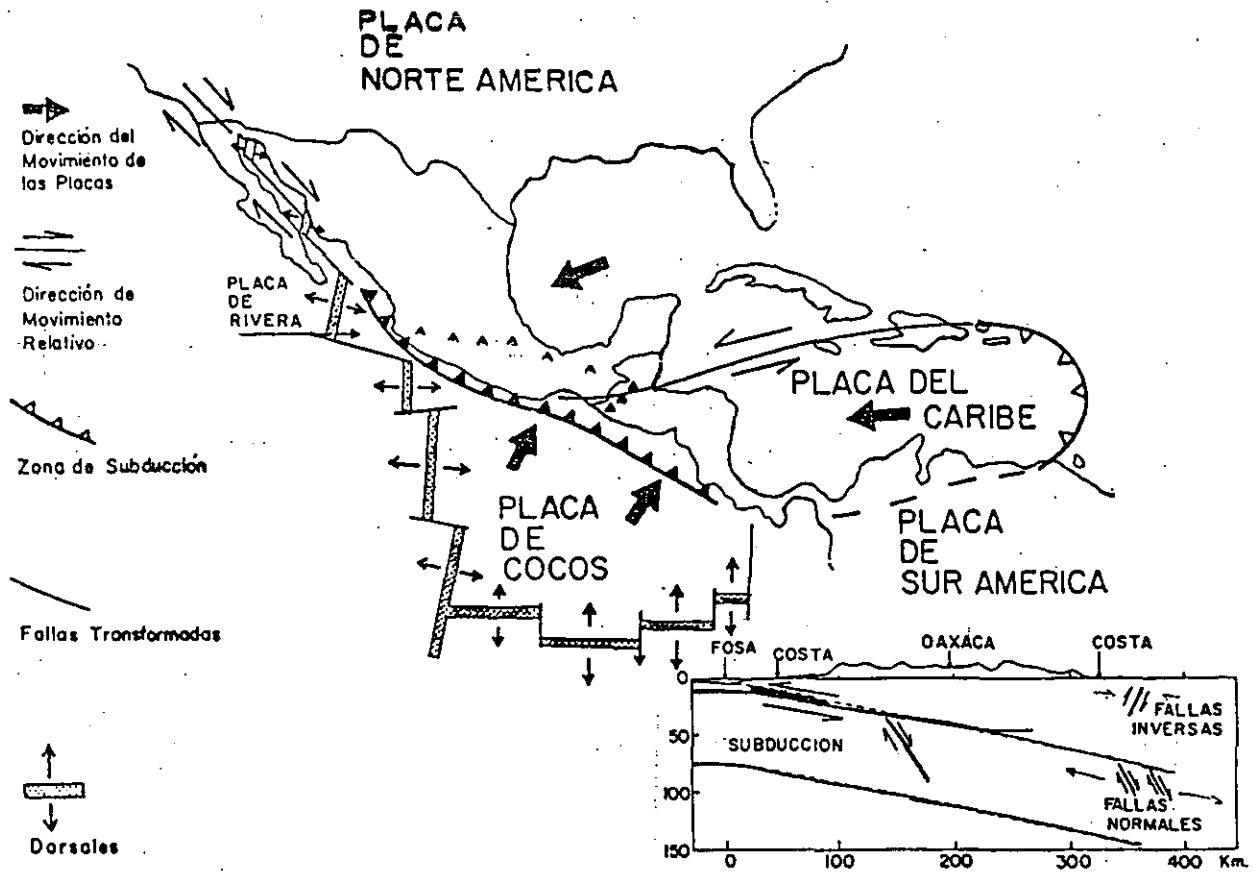 PLACA
DE
NORTE AMERICA
Dirección del
Movimiento de
las Placas
Dirección de
Movimiento
Relativo
Zona de Subducción
Fallas Transformadas
Dorsales
PLACA
DE
RIVERA
PLACA DEL
CARIBE
PLACA
DE
COCOS
PLACA
DE
SUR AMERICA
FOSA
COSTA
OAXACA
COSTA
0
50
100
150
SUBDUCCION
FALLAS
INVERSAS
FALLAS
NORMALES
0 100 200 300 400 Km.